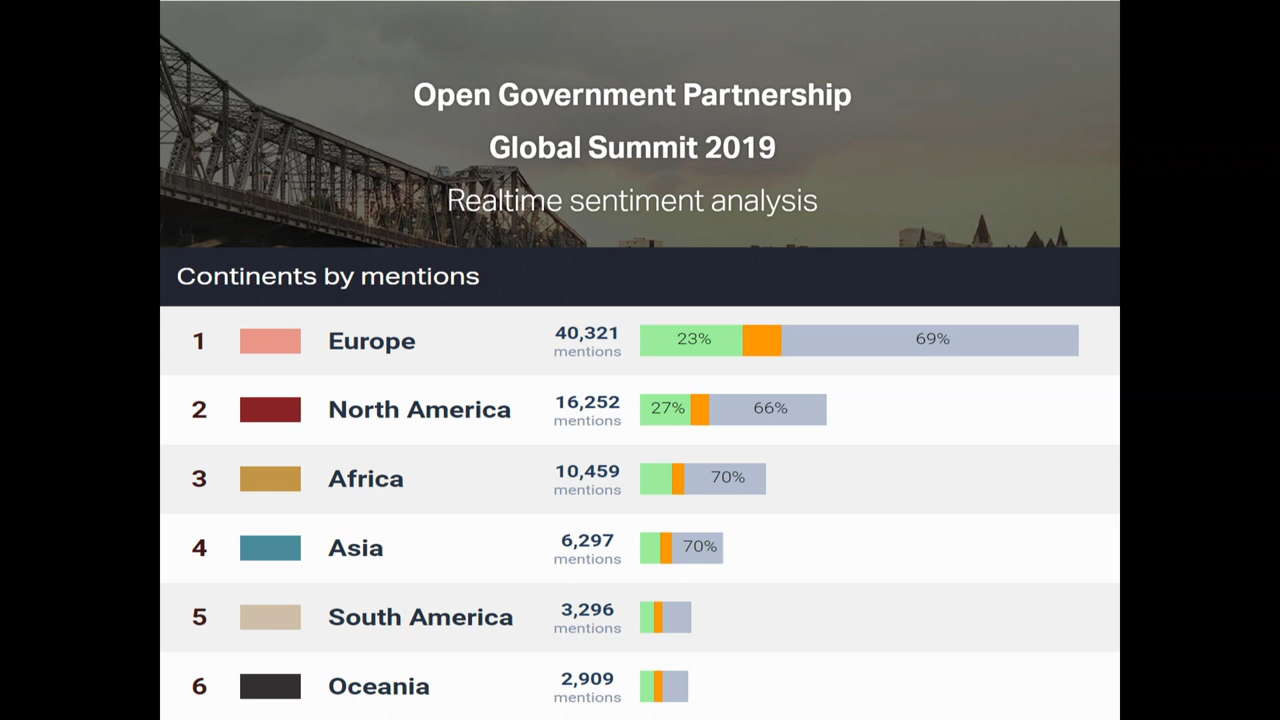 Open Government Partnership
Global Summit 2019
Realtime sentiment analysis
Continents by mentions
1 Europe 40,321 mentions 23% 69%
2 North America 16,252 mentions 27% 66%
3 Africa 10,459 mentions 70%
4 Asia 6,297 mentions 70%
5 South America 3,296 mentions
6 Oceania 2,909 mentions